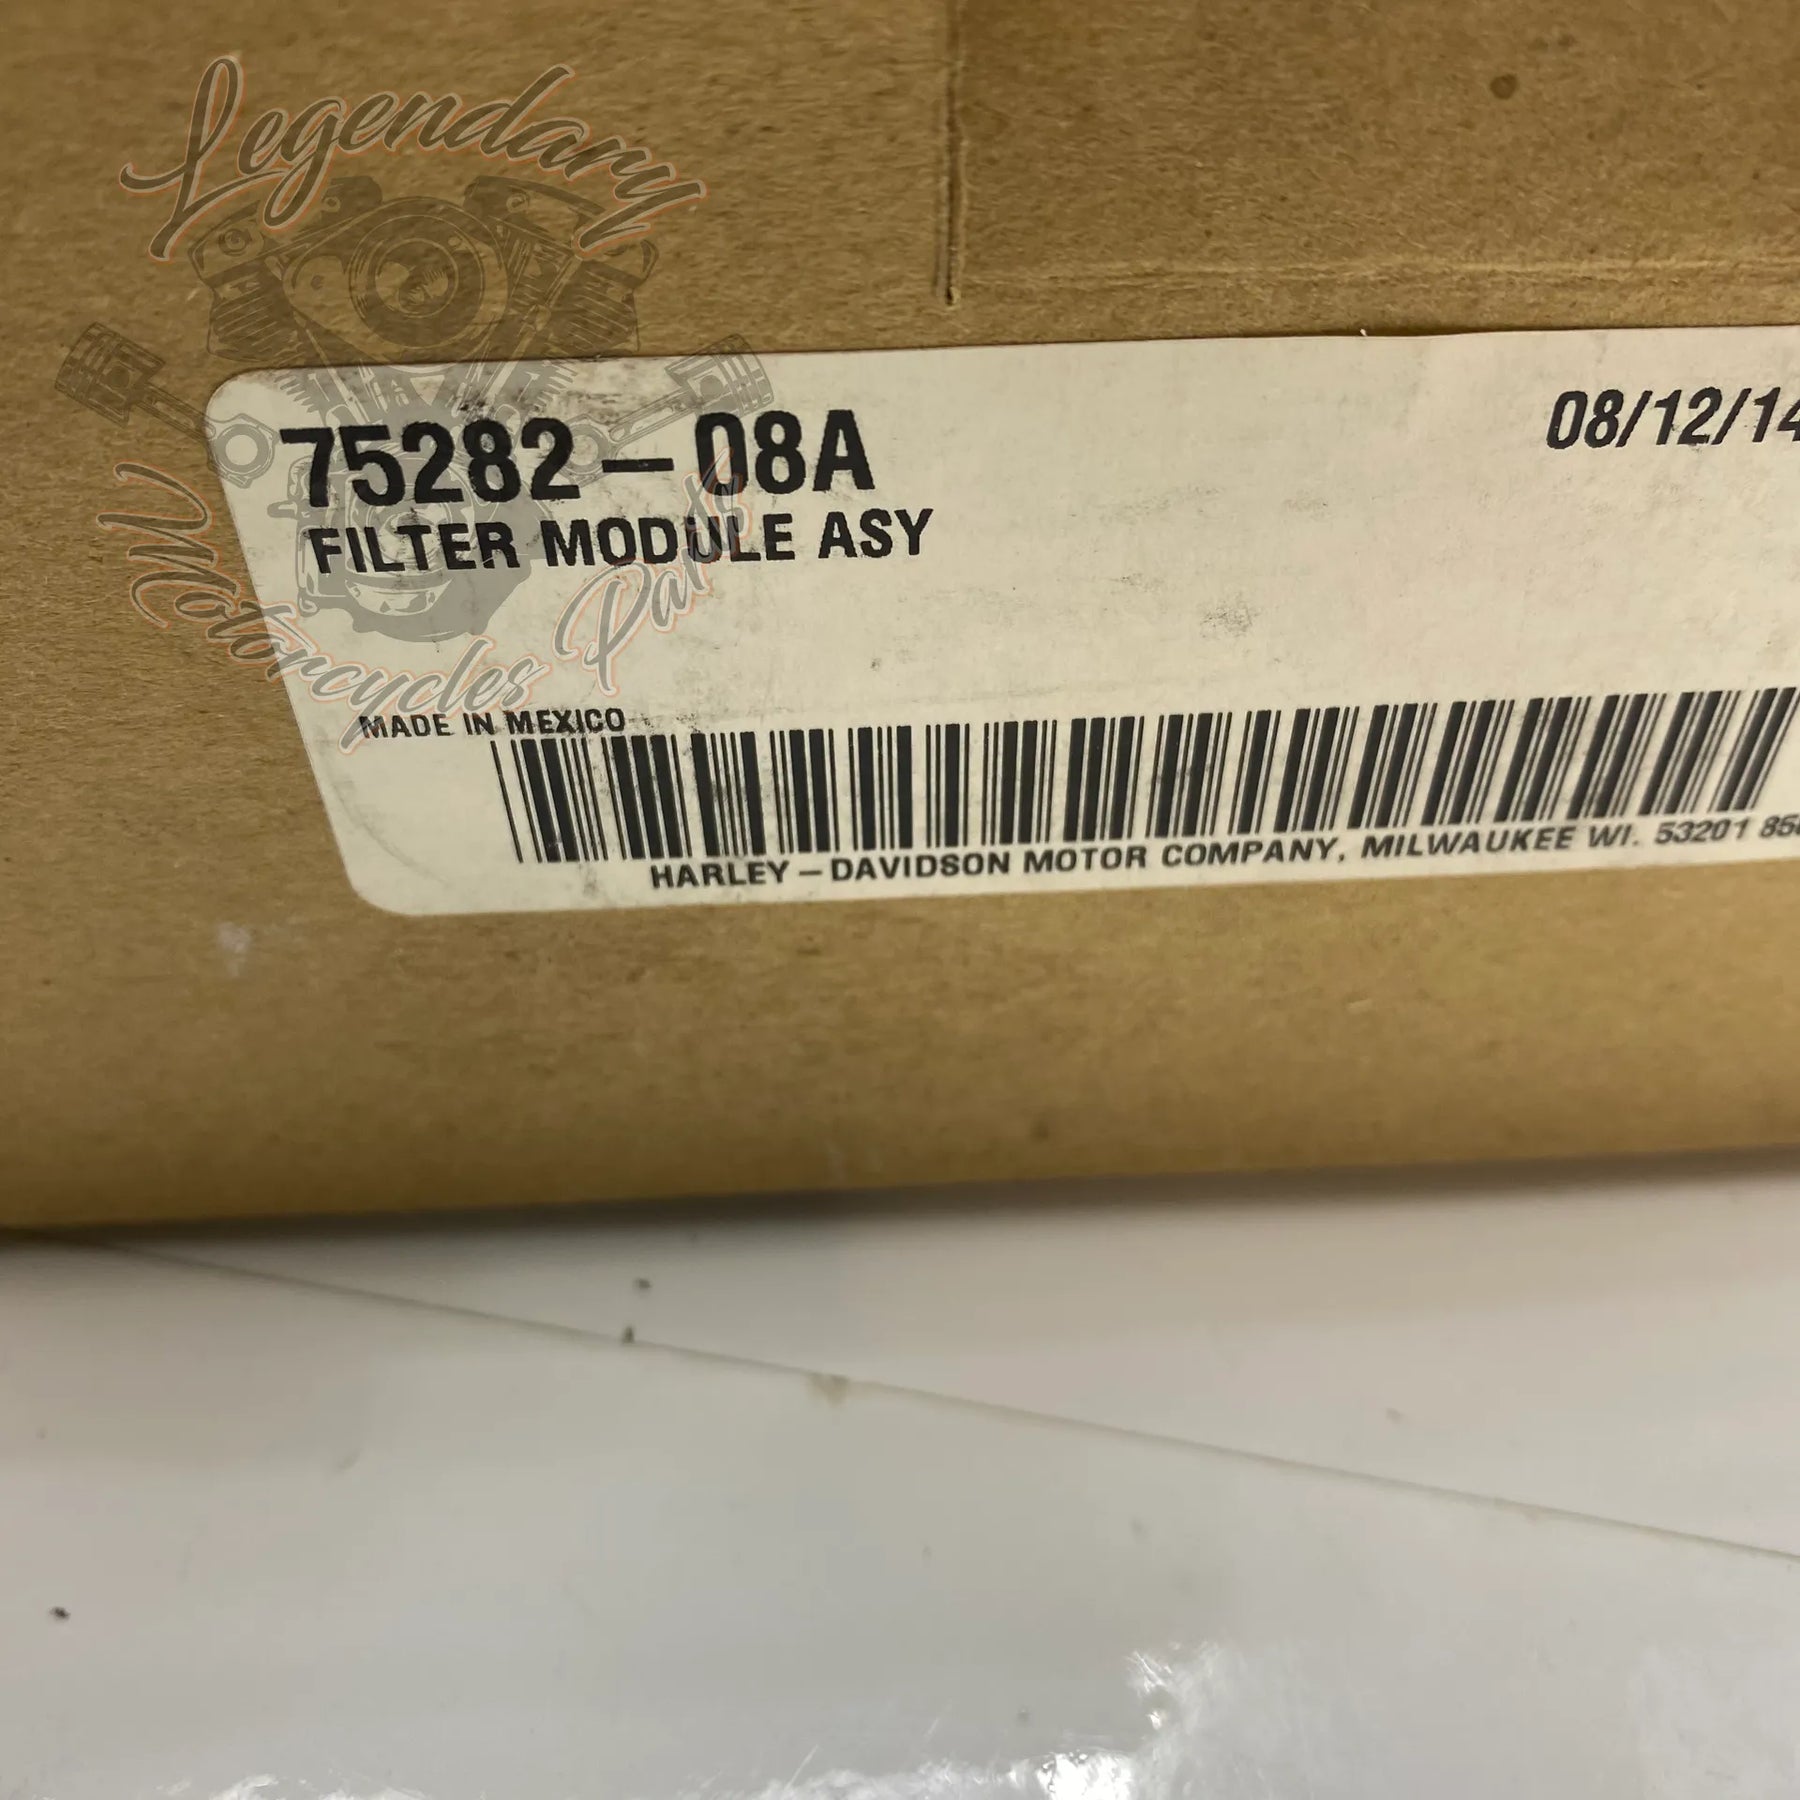 Legendary
Motorcycles Parts
75282-08A
08/12/14
FILTER MODULE ASY
MADE IN MEXICO
HARLEY-DAVIDSON MOTOR COMPANY, MILWAUKEE WI. 53201